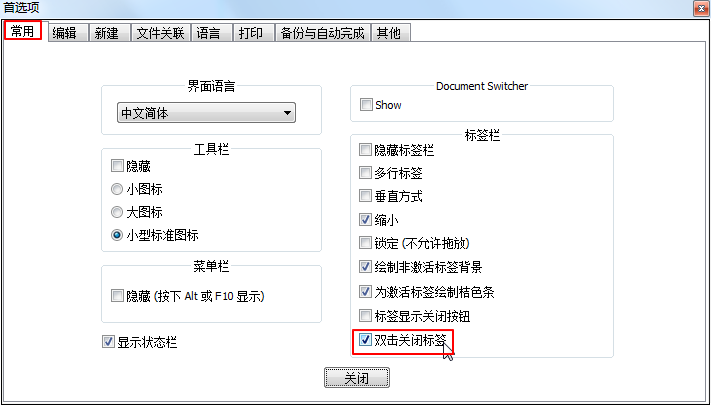 首选项
常用 编辑 新建 文件关联 语言 打印 备份与自动完成 其他
界面语言
中文简体
工具栏
隐藏
小图标
大图标
小型标准图标
菜单栏
隐藏 (按下 Alt 或 F10 显示)
显示状态栏
Document Switcher
Show
标签栏
隐藏标签栏
多行标签
垂直方式
缩小
锁定 (不允许拖放)
绘制非激活标签背景
为激活标签绘制桔色条
标签显示关闭按钮
双击关闭标签
关闭